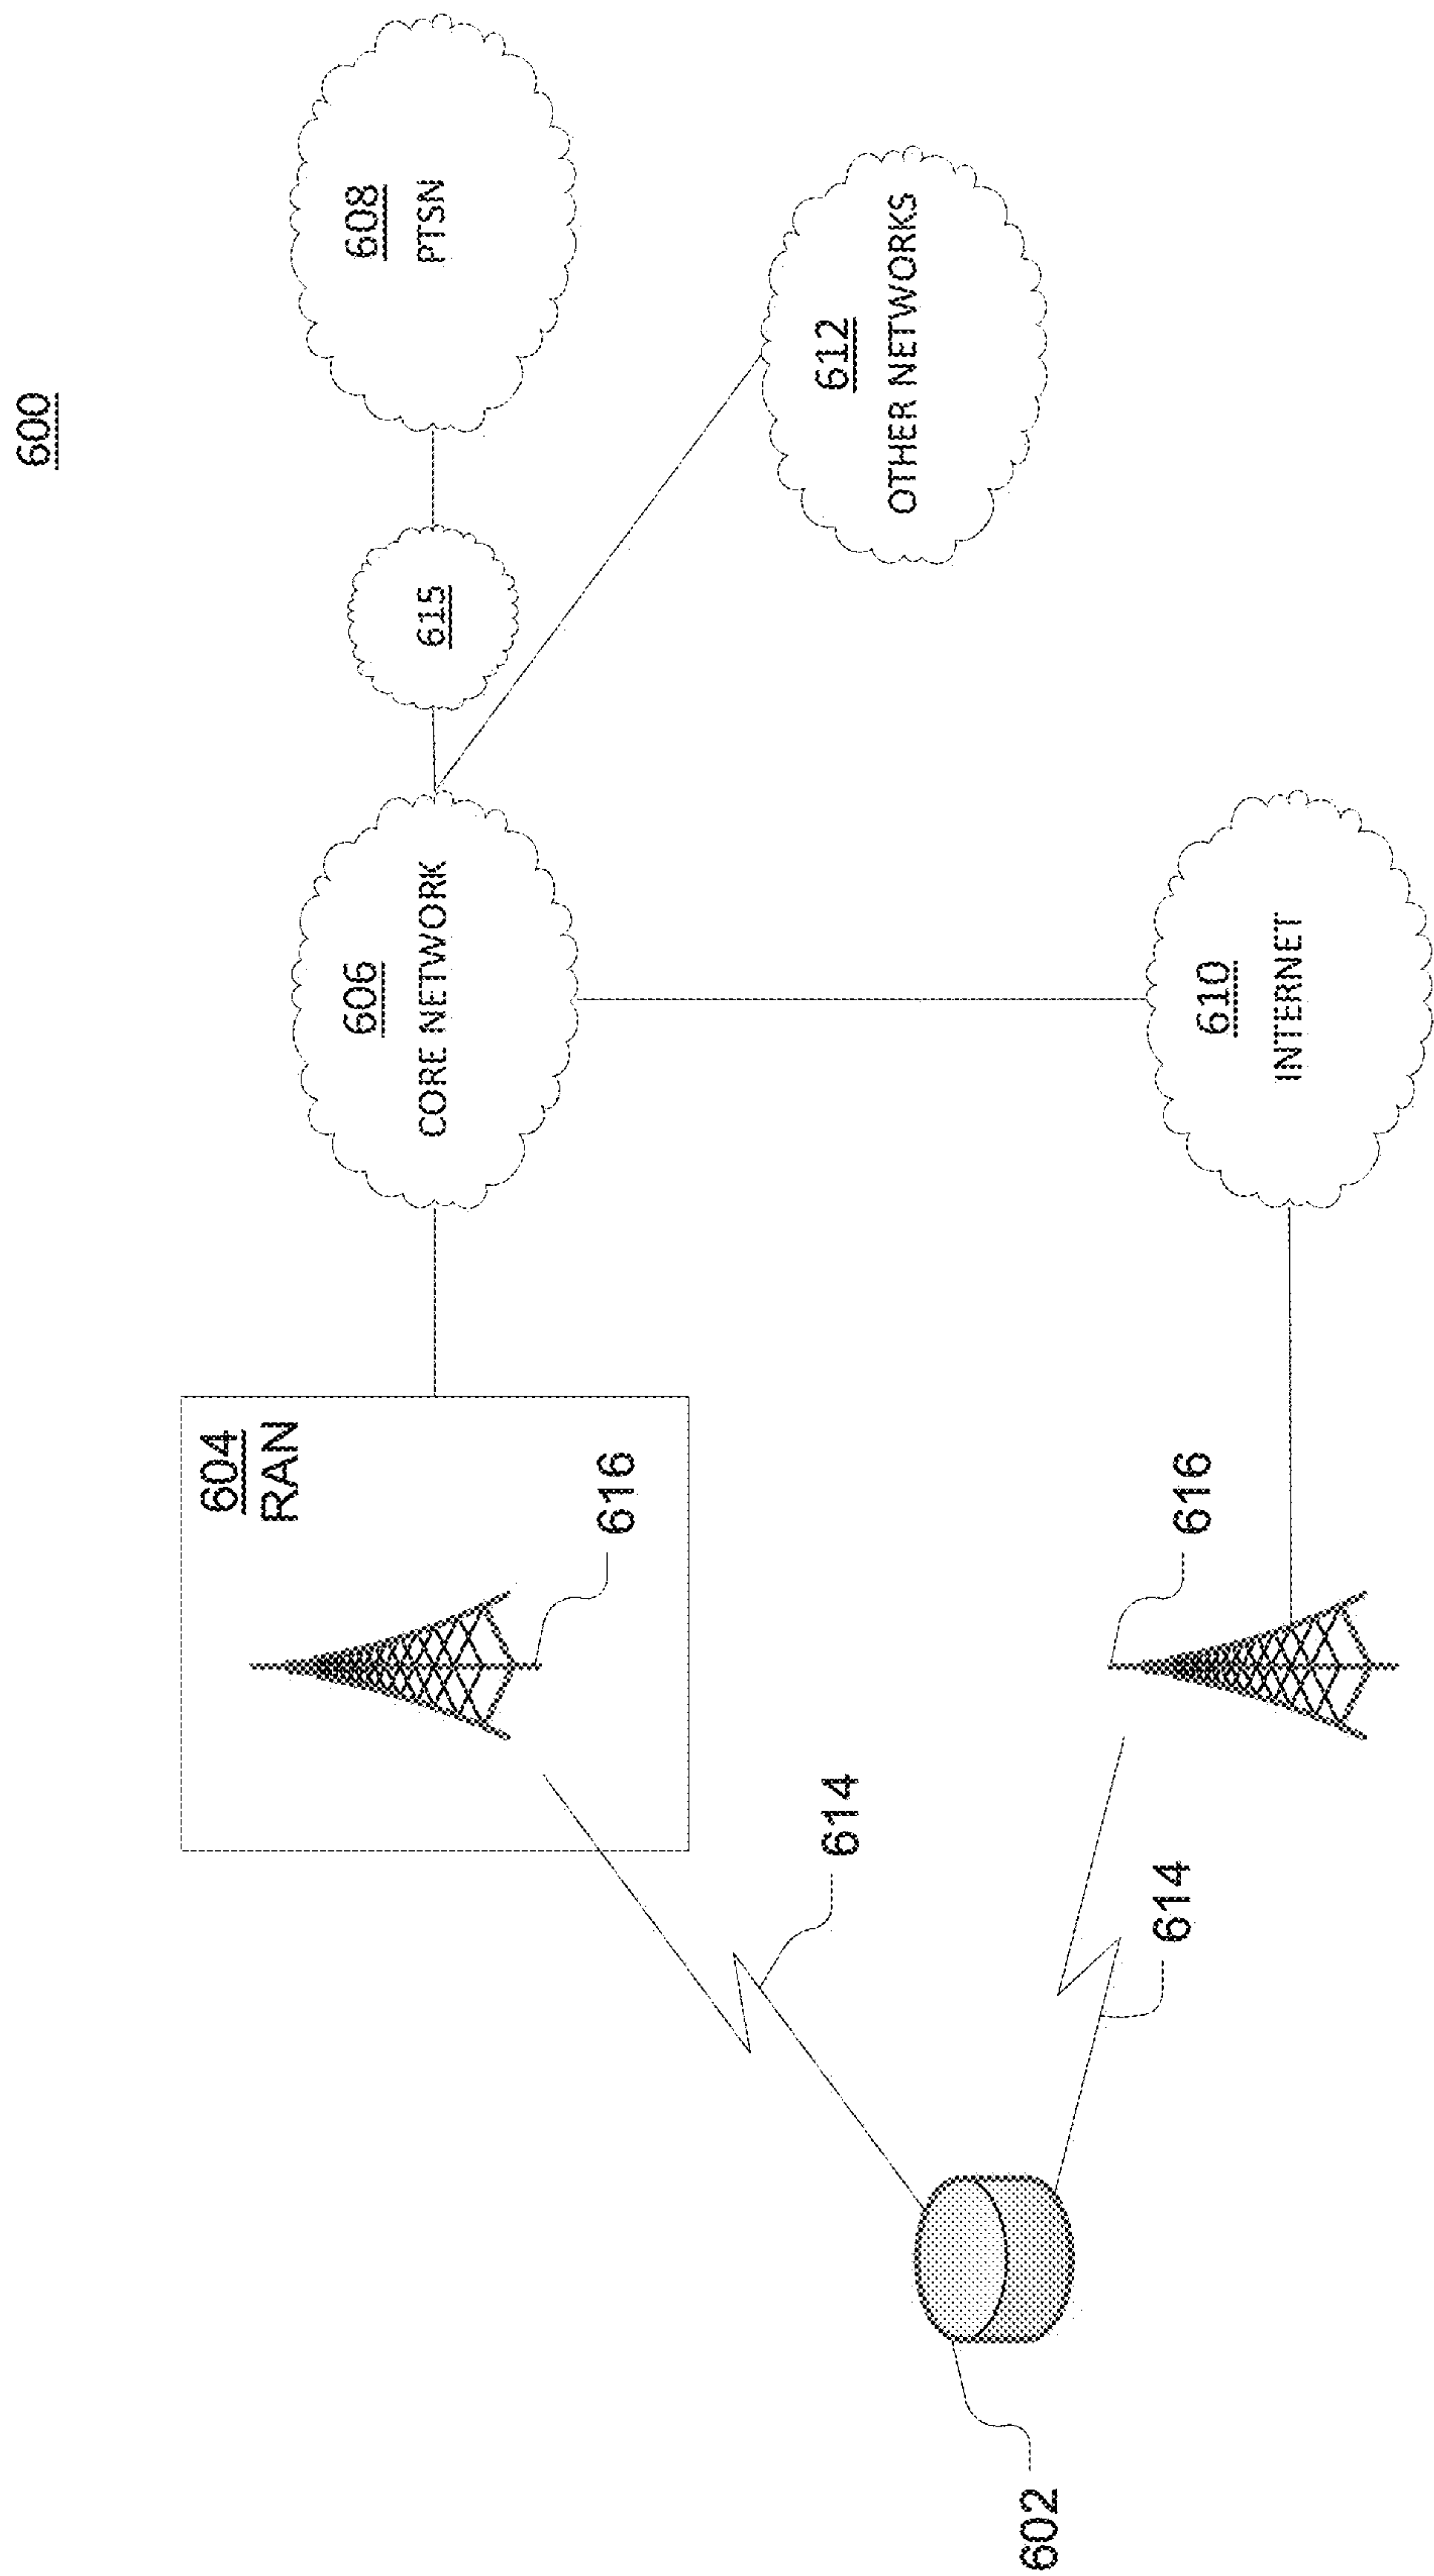 600
604
RAN
606
CORE NETWORK
615
608
PTSN
616
612
OTHER NETWORKS
614
616
610
INTERNET
614
602